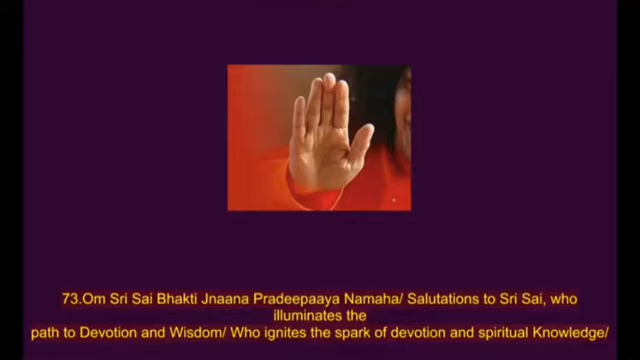 73.Om Sri Sai Bhakti Jnaana Pradeepaaya Namaha/ Salutations to Sri Sai, who
illuminates the
path to Devotion and Wisdom/ Who ignites the spark of devotion and spiritual Knowledge/